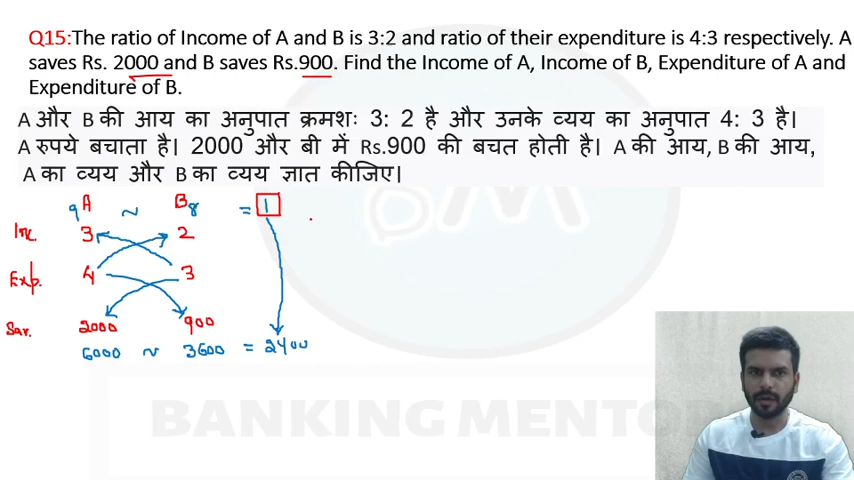 Q15:The ratio of Income of A and B is 3:2 and ratio of their expenditure is 4:3 respectively. A
saves Rs. 2000 and B saves Rs.900. Find the Income of A, Income of B, Expenditure of A and
Expenditure of B.
A और B की आय का अनुपात क्रमशः 3: 2 है और उनके व्यय का अनुपात 4: 3 है।
A रुपये बचाता है। 2000 और बी में Rs.900 की बचत होती है। A की आय, B की आय,
A का व्यय और B का व्यय ज्ञात कीजिए।
9 A ~ B 8 = 1
Inc. 3 2
Exp. 4 3
Sav. 2000 900
6000 ~ 3600 = 2400
BANKING MENTOR